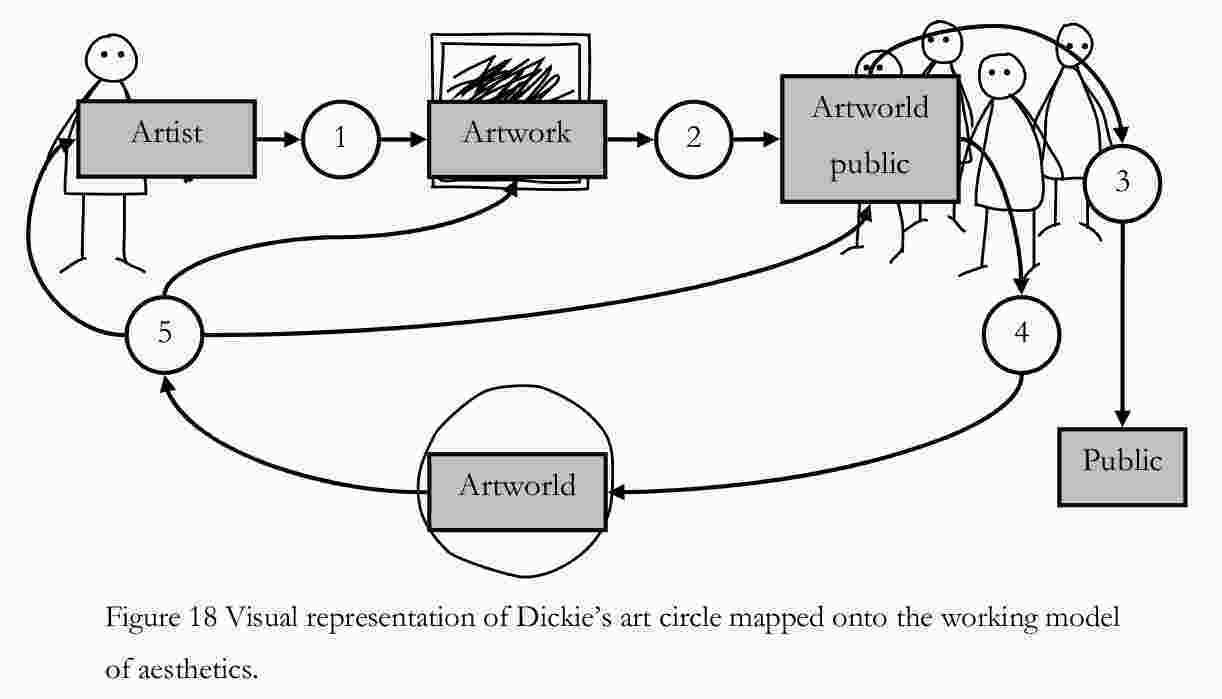 Artist
1
Artwork
2
Artworld
public
3
5
4
Artworld
Public
Figure 18 Visual representation of Dickie’s art circle mapped onto the working model
of aesthetics.